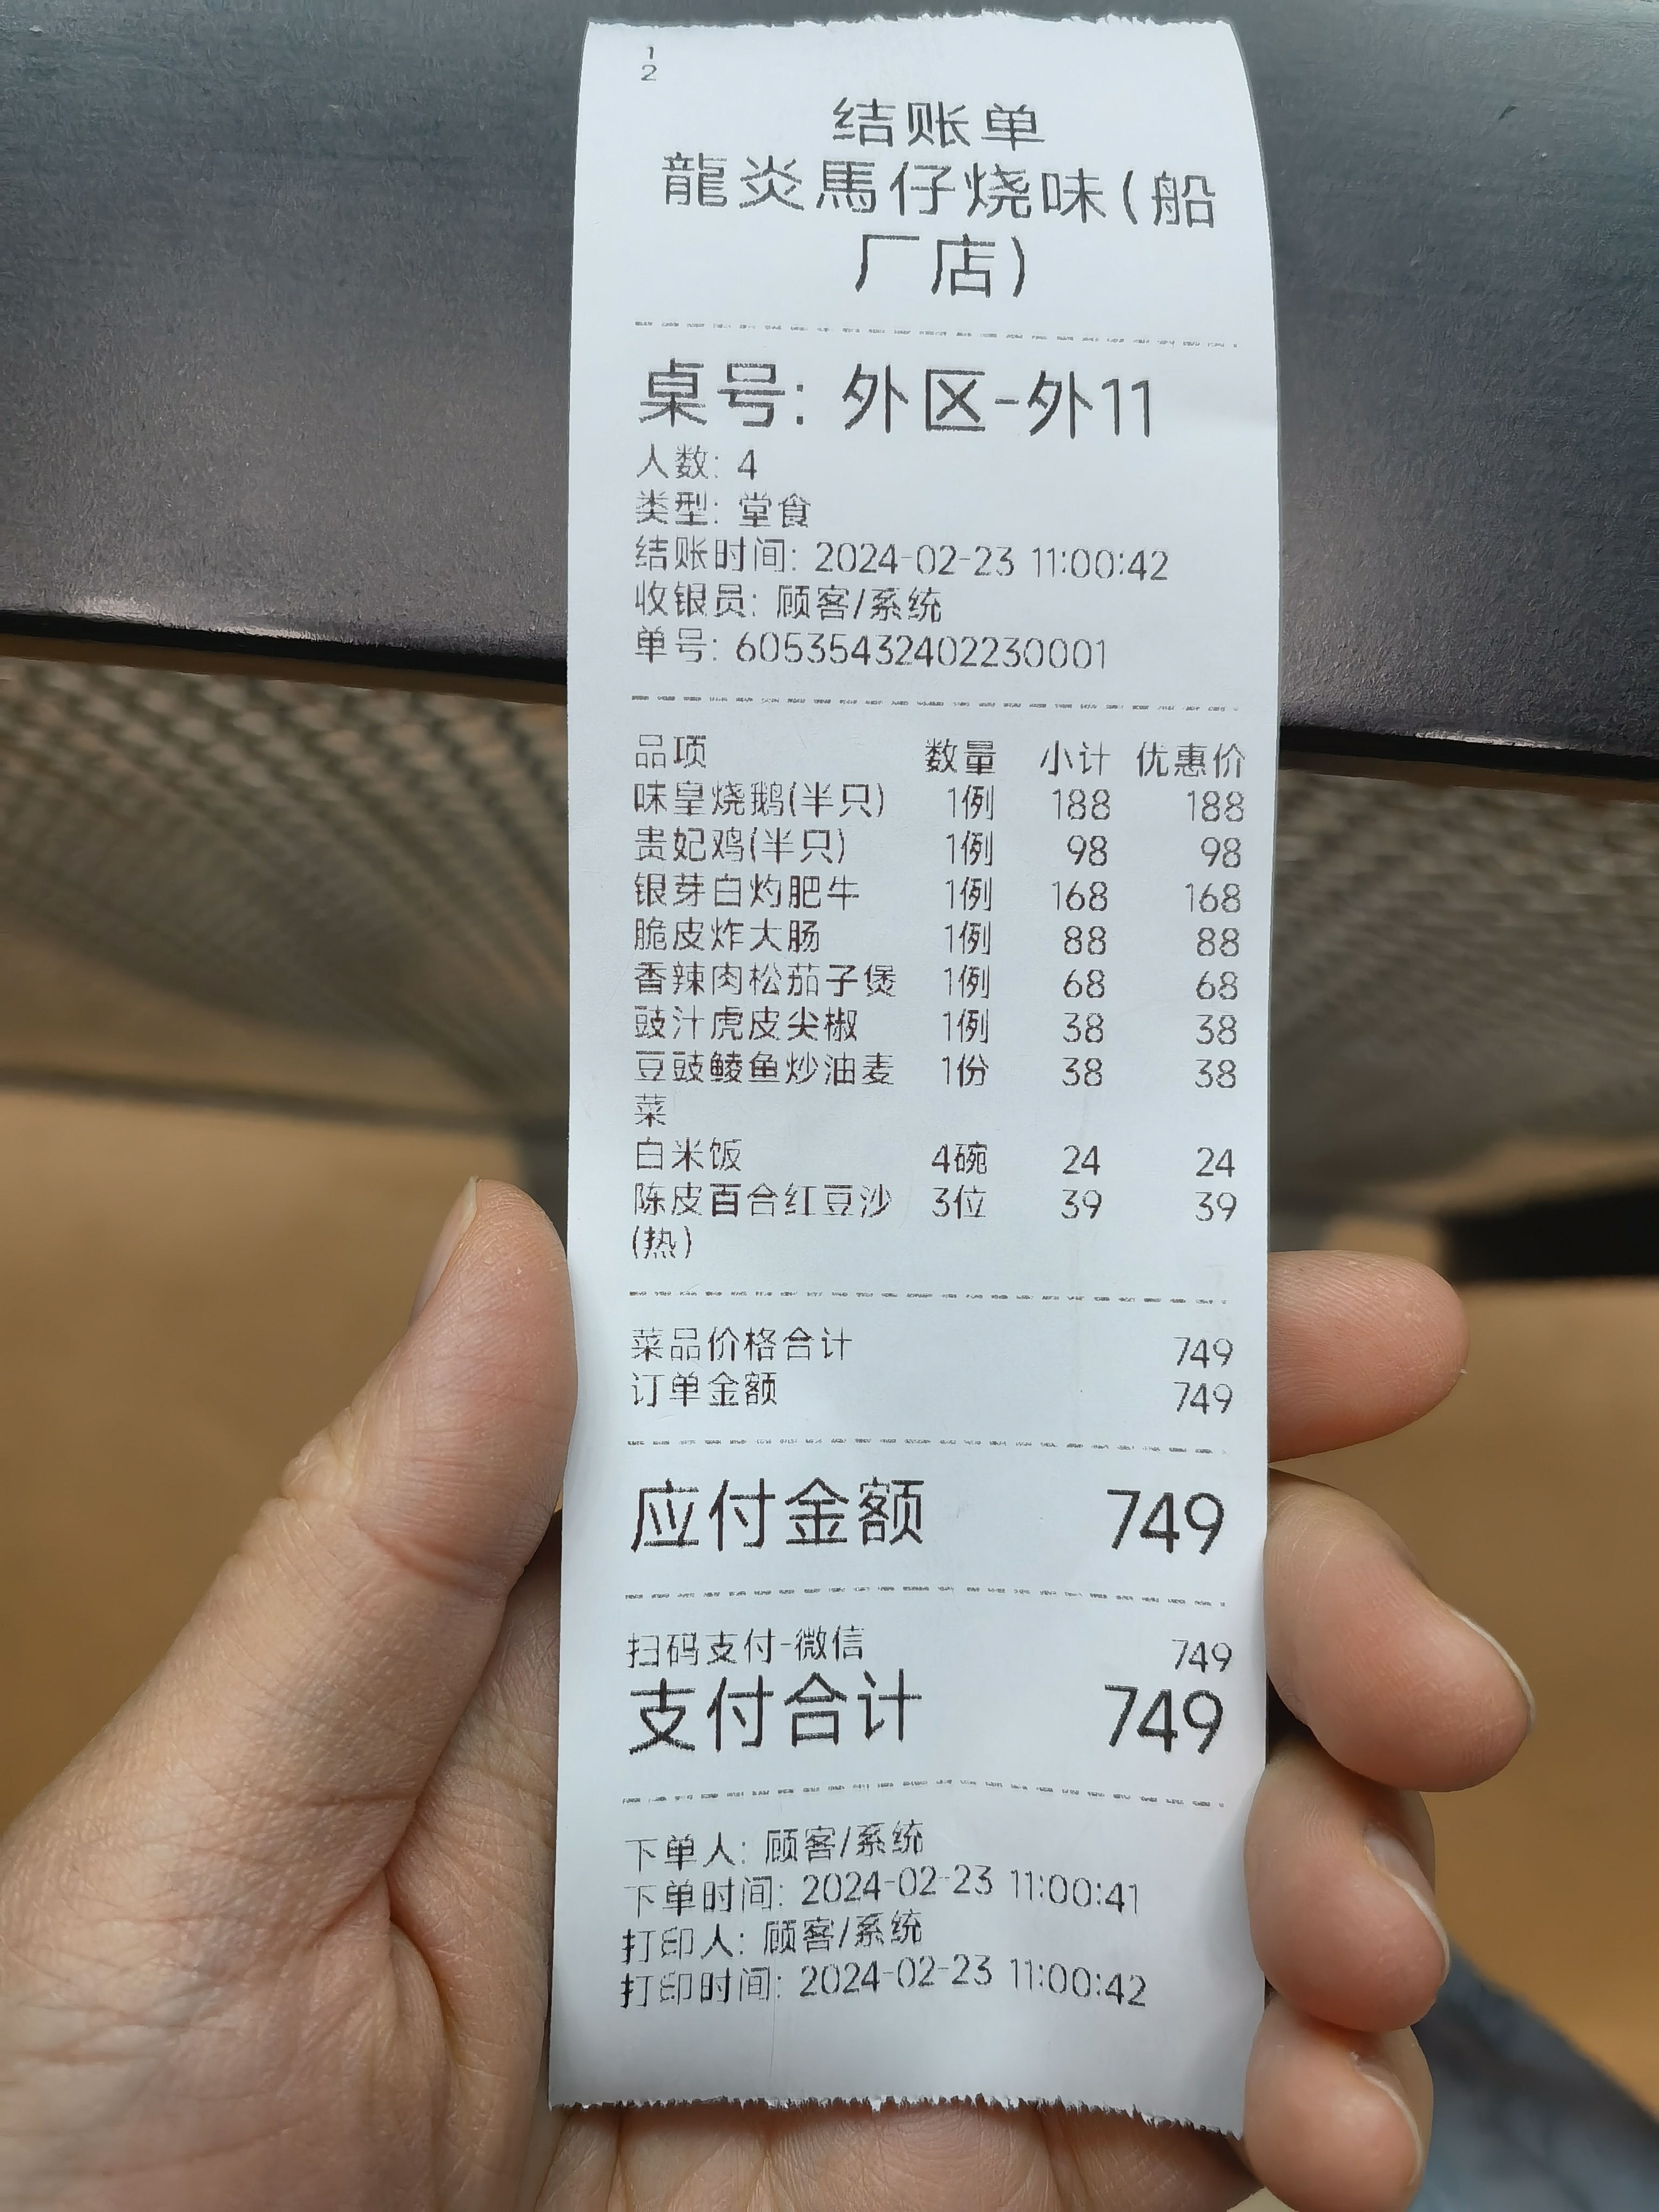 1
2
结账单
龍炎馬仔烧味(船
厂店)
桌号: 外区-外11
人数: 4
类型: 堂食
结账时间: 2024-02-23 11:00:42
收银员: 顾客/系统
单号: 605354432402230001
品项 数量 小计 优惠价
味皇烧鹅(半只) 1例 188 188
贵妃鸡(半只) 1例 98 98
银芽白灼肥牛 1例 168 168
脆皮炸大肠 1例 88 88
香辣肉松茄子煲 1例 68 68
豉汁虎皮尖椒 1例 38 38
豆豉鲮鱼炒油麦 1份 38 38
菜
白米饭 4碗 24 24
陈皮百合红豆沙 3位 39 39
(热)
菜品价格合计 749
订单金额 749
应付金额 749
扫码支付-微信 749
支付合计 749
下单人: 顾客/系统
下单时间: 2024-02-23 11:00:41
打印人: 顾客/系统
打印时间: 2024-02-23 11:00:42